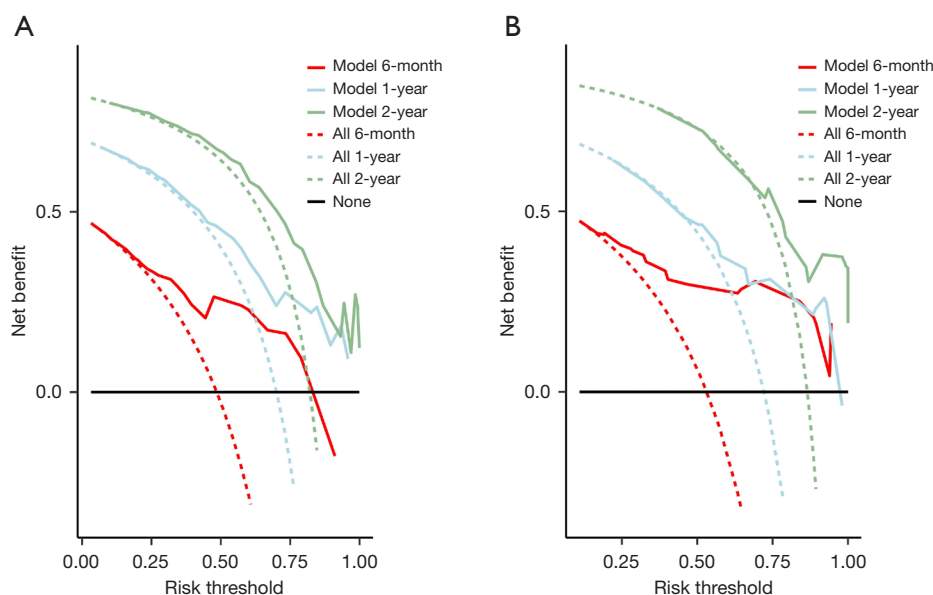 A
Model 6-month
Model 1-year
Model 2-year
All 6-month
All 1-year
All 2-year
None
Net benefit
0.5
0.0
0.00 0.25 0.50 0.75 1.00
Risk threshold
B
Model 6-month
Model 1-year
Model 2-year
All 6-month
All 1-year
All 2-year
None
Net benefit
0.5
0.0
0.25 0.50 0.75 1.00
Risk threshold